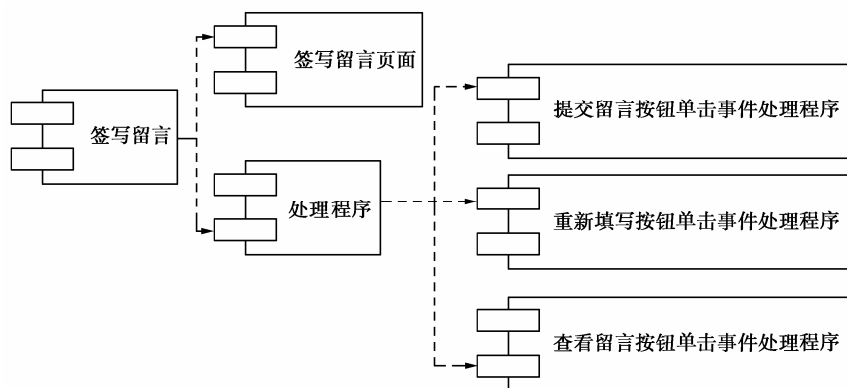 签写留言
签写留言页面
处理程序
提交留言按钮单击事件处理程序
重新填写按钮单击事件处理程序
查看留言按钮单击事件处理程序